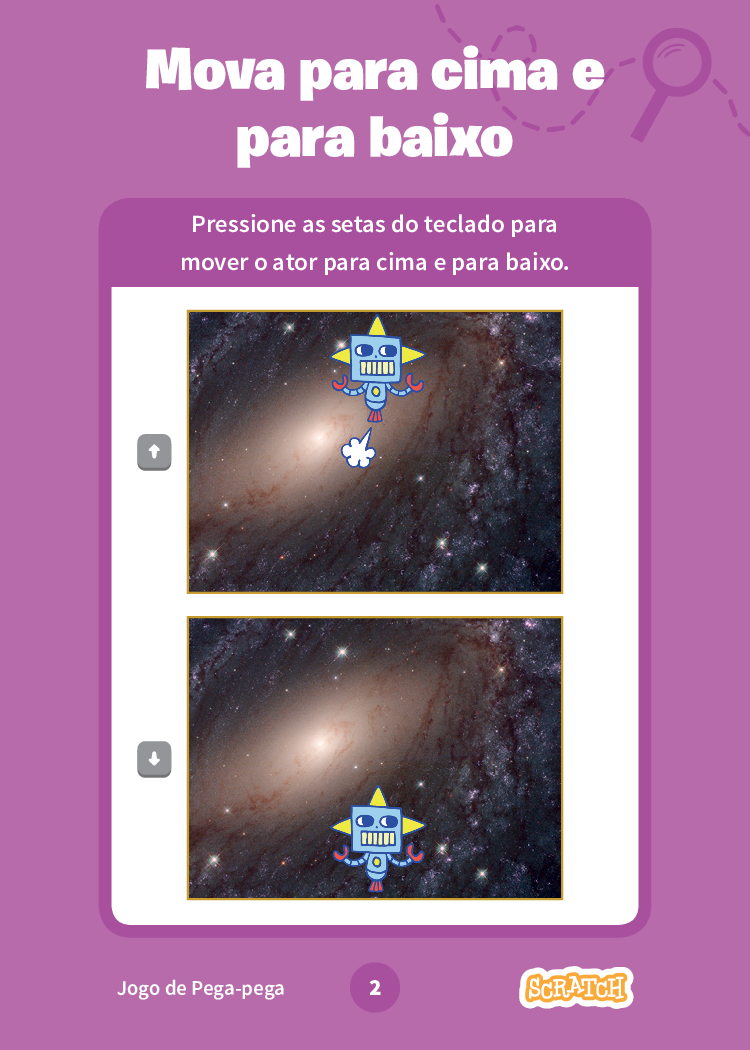 Mova para cima e
para baixo
Pressione as setas do teclado para
mover o ator para cima e para baixo.
Jogo de Pega-pega
2
SCRATCH